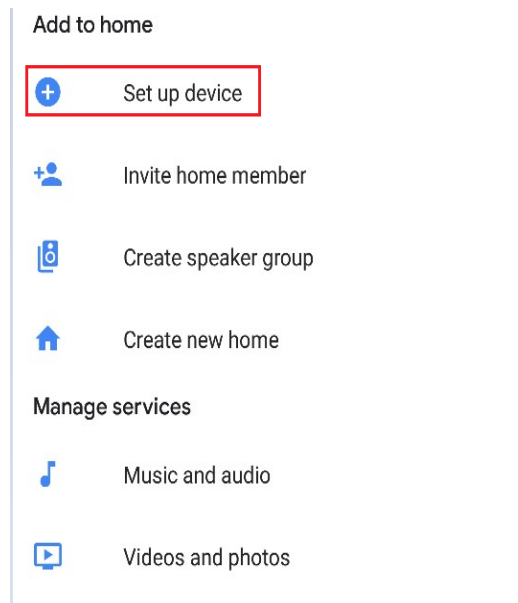 Add to home
Set up device
Invite home member
Create speaker group
Create new home
Manage services
Music and audio
Videos and photos